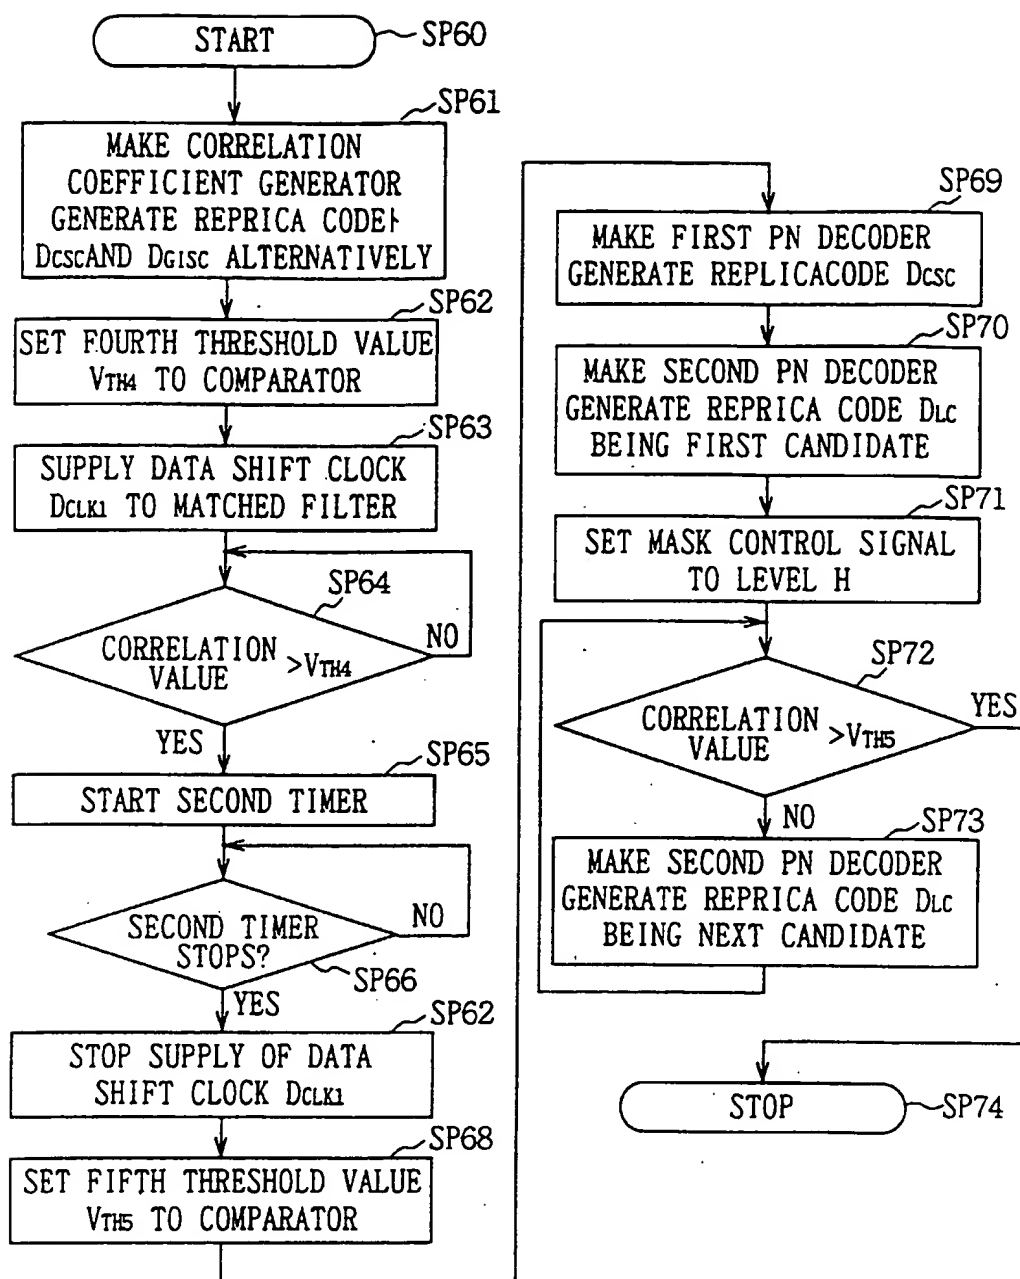 START
SP60
SP61
MAKE CORRELATION
COEFFICIENT GENERATOR
GENERATE REPRICA CODE
DCSCAND DGISC ALTERNATIVELY
SP62
SET FOURTH THRESHOLD VALUE
VTH4 TO COMPARATOR
SP63
SUPPLY DATA SHIFT CLOCK
DCLK1 TO MATCHED FILTER
SP64
CORRELATION
VALUE >VTH4
NO
YES
SP65
START SECOND TIMER
SECOND TIMER
STOPS?
NO
SP66
YES
SP62
STOP SUPPLY OF DATA
SHIFT CLOCK DCLK1
SP68
SET FIFTH THRESHOLD VALUE
VTH5 TO COMPARATOR
SP69
MAKE FIRST PN DECODER
GENERATE REPLICACODE DCSC
SP70
MAKE SECOND PN DECODER
GENERATE REPRICA CODE DLC
BEING FIRST CANDIDATE
SP71
SET MASK CONTROL SIGNAL
TO LEVEL H
SP72
CORRELATION
VALUE >VTH5
YES
NO
SP73
MAKE SECOND PN DECODER
GENERATE REPRICA CODE DLC
BEING NEXT CANDIDATE
STOP
SP74